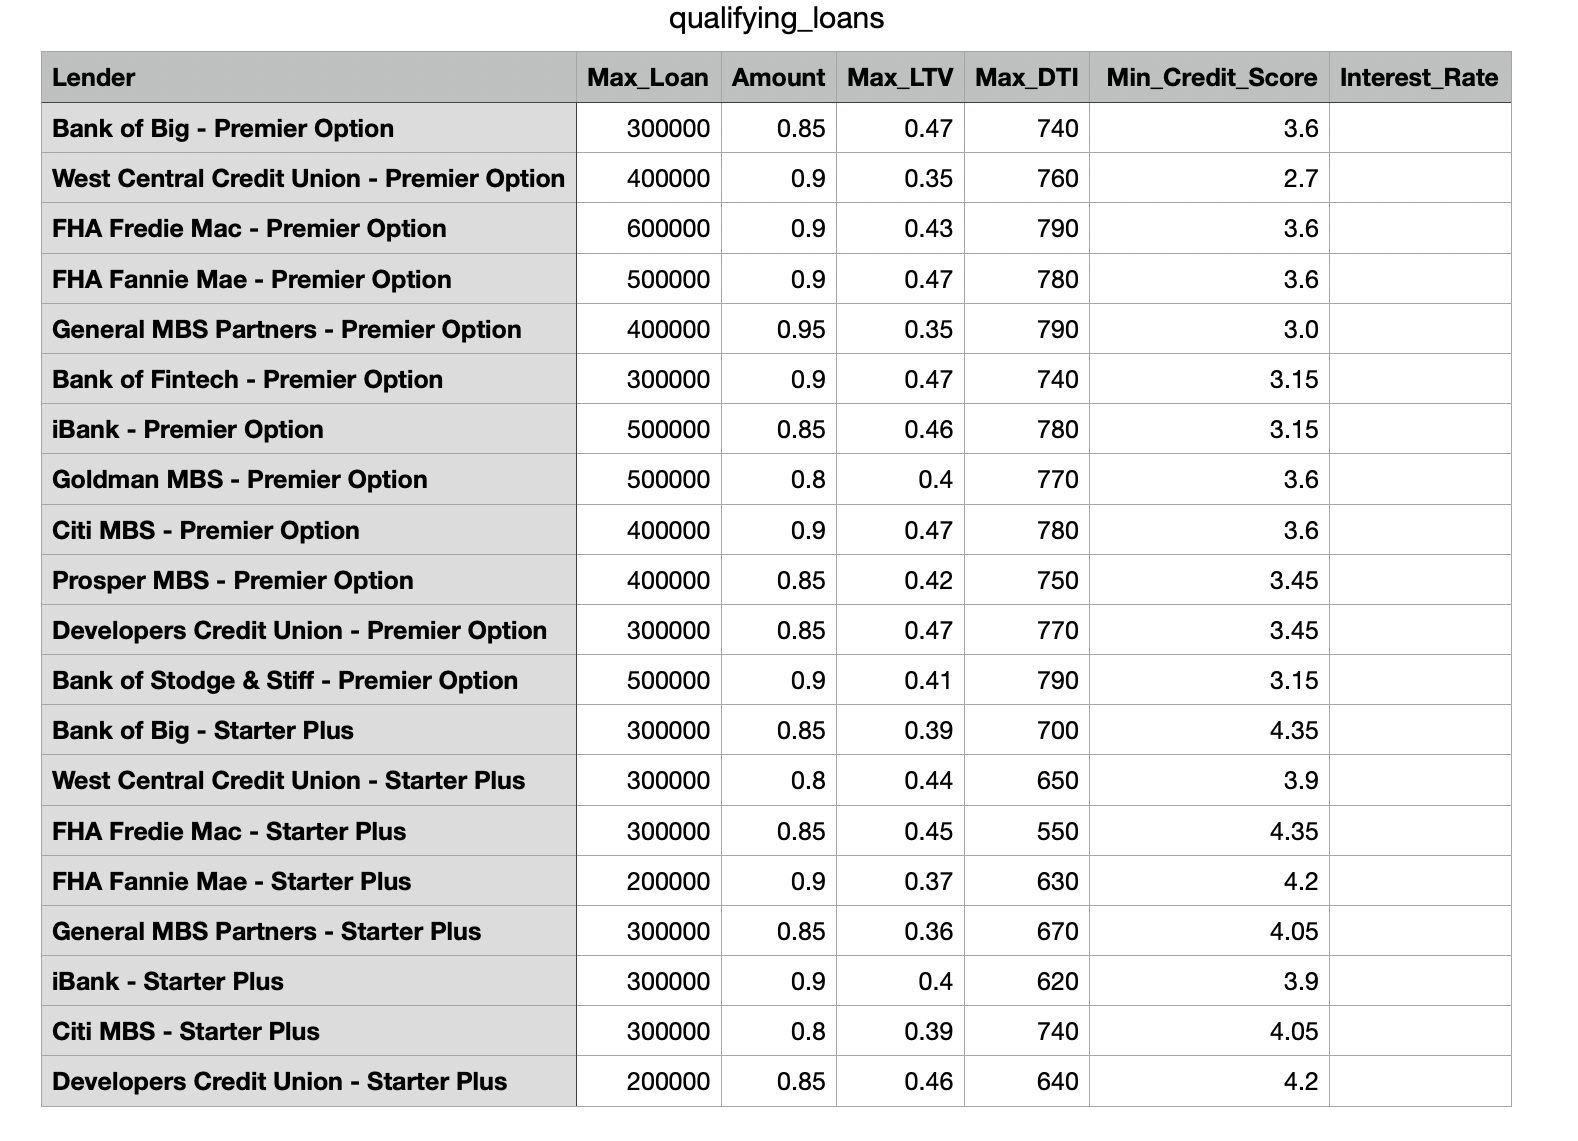 qualifying_loans
Lender Max_Loan Amount Max_LTV Max_DTI Min_Credit_Score Interest_Rate
Bank of Big - Premier Option 300000 0.85 0.47 740 3.6
West Central Credit Union - Premier Option 400000 0.9 0.35 760 2.7
FHA Fredie Mac - Premier Option 600000 0.9 0.43 790 3.6
FHA Fannie Mae - Premier Option 500000 0.9 0.47 780 3.6
General MBS Partners - Premier Option 400000 0.95 0.35 790 3.0
Bank of Fintech - Premier Option 300000 0.9 0.47 740 3.15
iBank - Premier Option 500000 0.85 0.46 780 3.15
Goldman MBS - Premier Option 500000 0.8 0.4 770 3.6
Citi MBS - Premier Option 400000 0.9 0.47 780 3.6
Prosper MBS - Premier Option 400000 0.85 0.42 750 3.45
Developers Credit Union - Premier Option 300000 0.85 0.47 770 3.45
Bank of Stodge & Stiff - Premier Option 500000 0.9 0.41 790 3.15
Bank of Big - Starter Plus 300000 0.85 0.39 700 4.35
West Central Credit Union - Starter Plus 300000 0.8 0.44 650 3.9
FHA Fredie Mac - Starter Plus 300000 0.85 0.45 550 4.35
FHA Fannie Mae - Starter Plus 200000 0.9 0.37 630 4.2
General MBS Partners - Starter Plus 300000 0.85 0.36 670 4.05
iBank - Starter Plus 300000 0.9 0.4 620 3.9
Citi MBS - Starter Plus 300000 0.8 0.39 740 4.05
Developers Credit Union - Starter Plus 200000 0.85 0.46 640 4.2